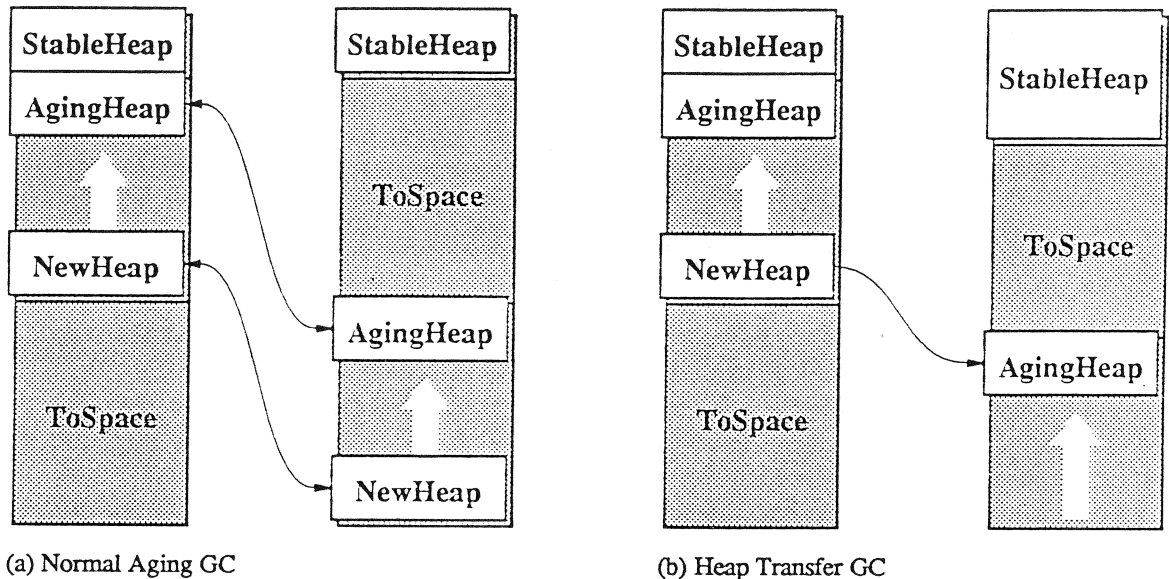 StableHeap
AgingHeap
NewHeap
ToSpace
StableHeap
ToSpace
AgingHeap
NewHeap
(a) Normal Aging GC
StableHeap
AgingHeap
NewHeap
ToSpace
StableHeap
ToSpace
AgingHeap
(b) Heap Transfer GC